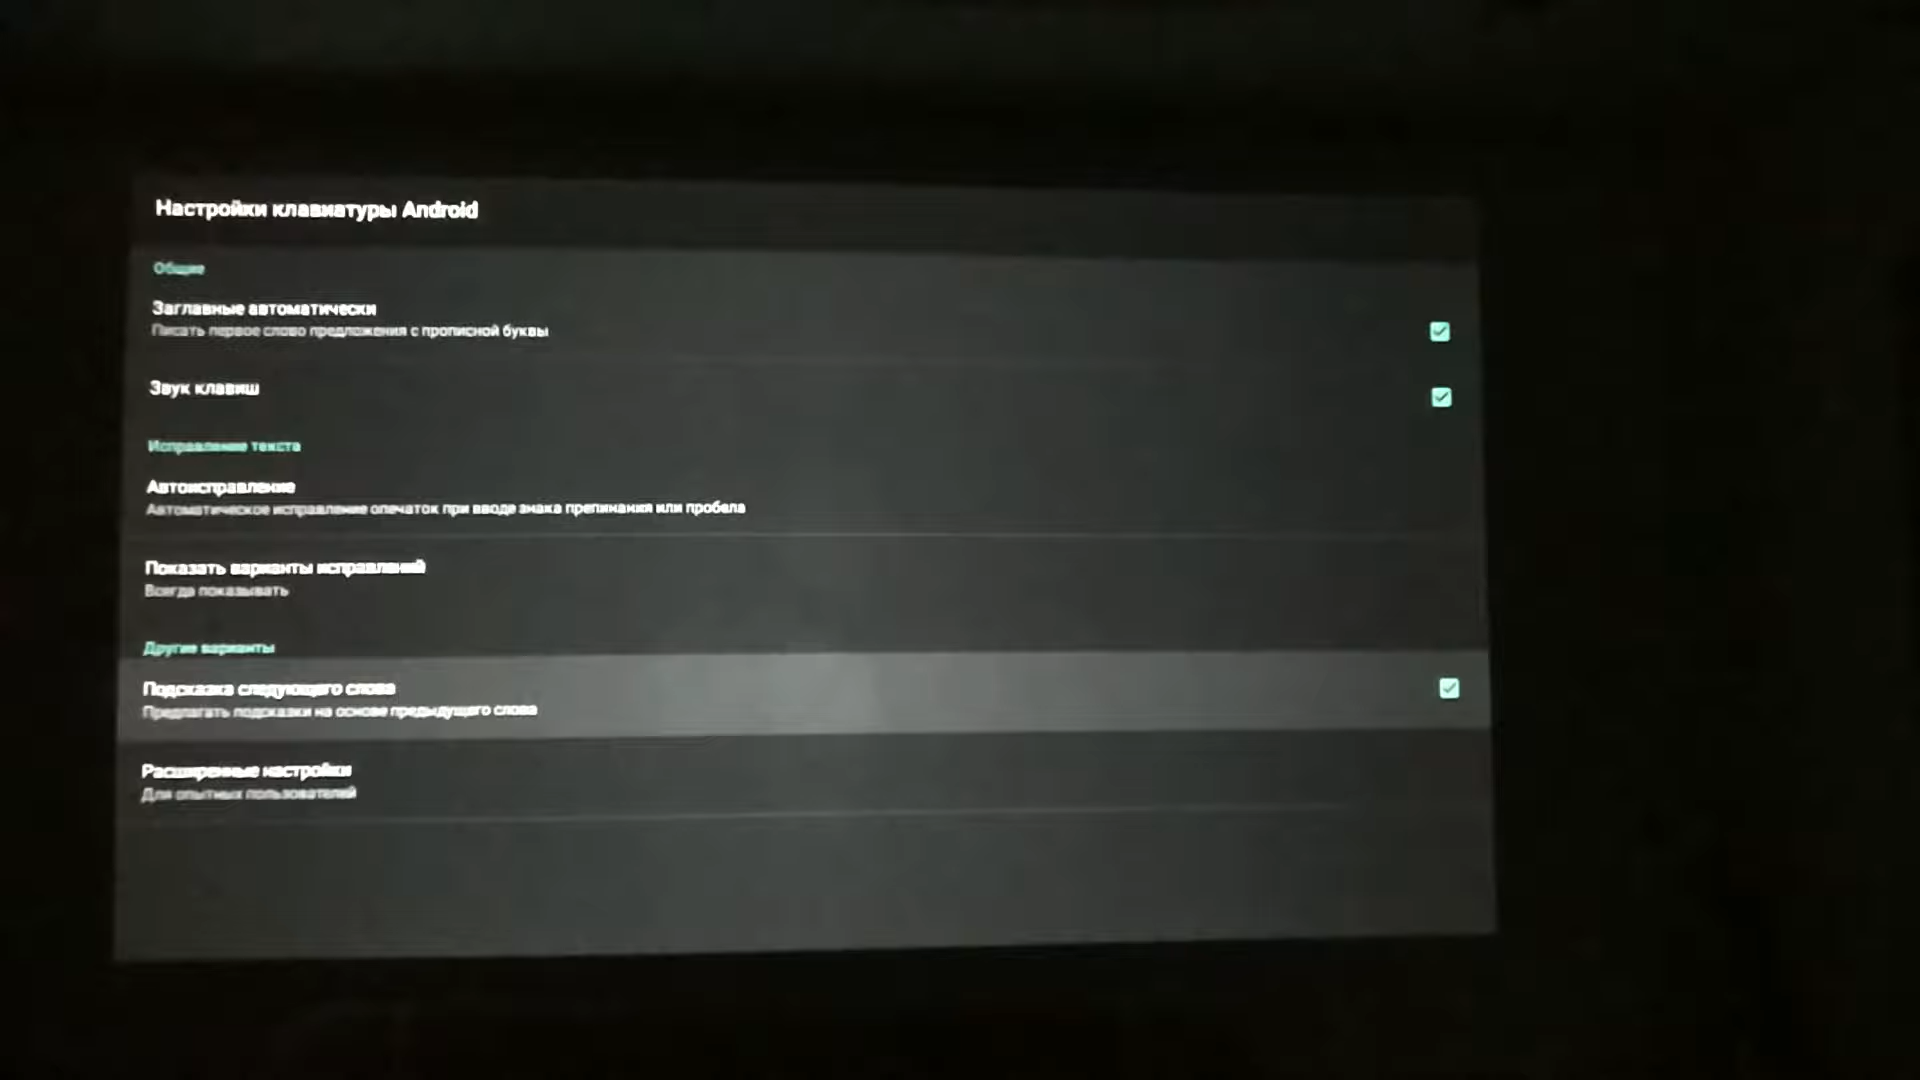 Настройки клавиатуры Android
Общие
Заглавные автоматически
Писать первое слово предложения с прописной буквы
Звук клавиш
Исправление текста
Автоисправление
Автоматическое исправление опечаток при вводе знака препинания или пробела
Показать варианты исправлений
Всегда показывать
Другие варианты
Подсказка следующего слова
Предлагать подсказки на основе предыдущего слова
Расширенные настройки
Для опытных пользователей